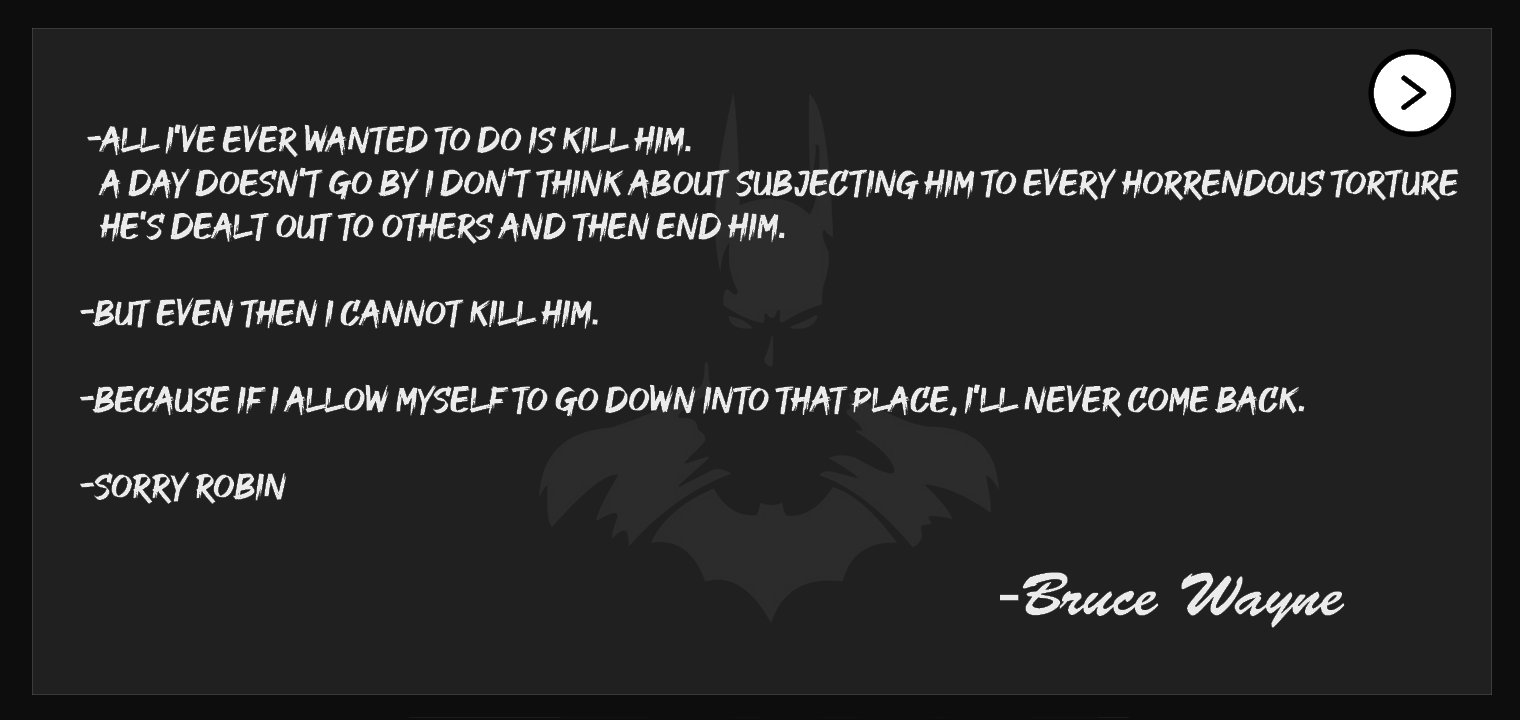 -ALL I'VE EVER WANTED TO DO IS KILL HIM.
A DAY DOESN'T GO BY I DON'T THINK ABOUT SUBJECTING HIM TO EVERY HORRENDOUS TORTURE
HE'S DEALT OUT TO OTHERS AND THEN END HIM.
-BUT EVEN THEN I CANNOT KILL HIM.
-BECAUSE IF I ALLOW MYSELF TO GO DOWN INTO THAT PLACE, I'LL NEVER COME BACK.
-SORRY ROBIN
-Bruce Wayne